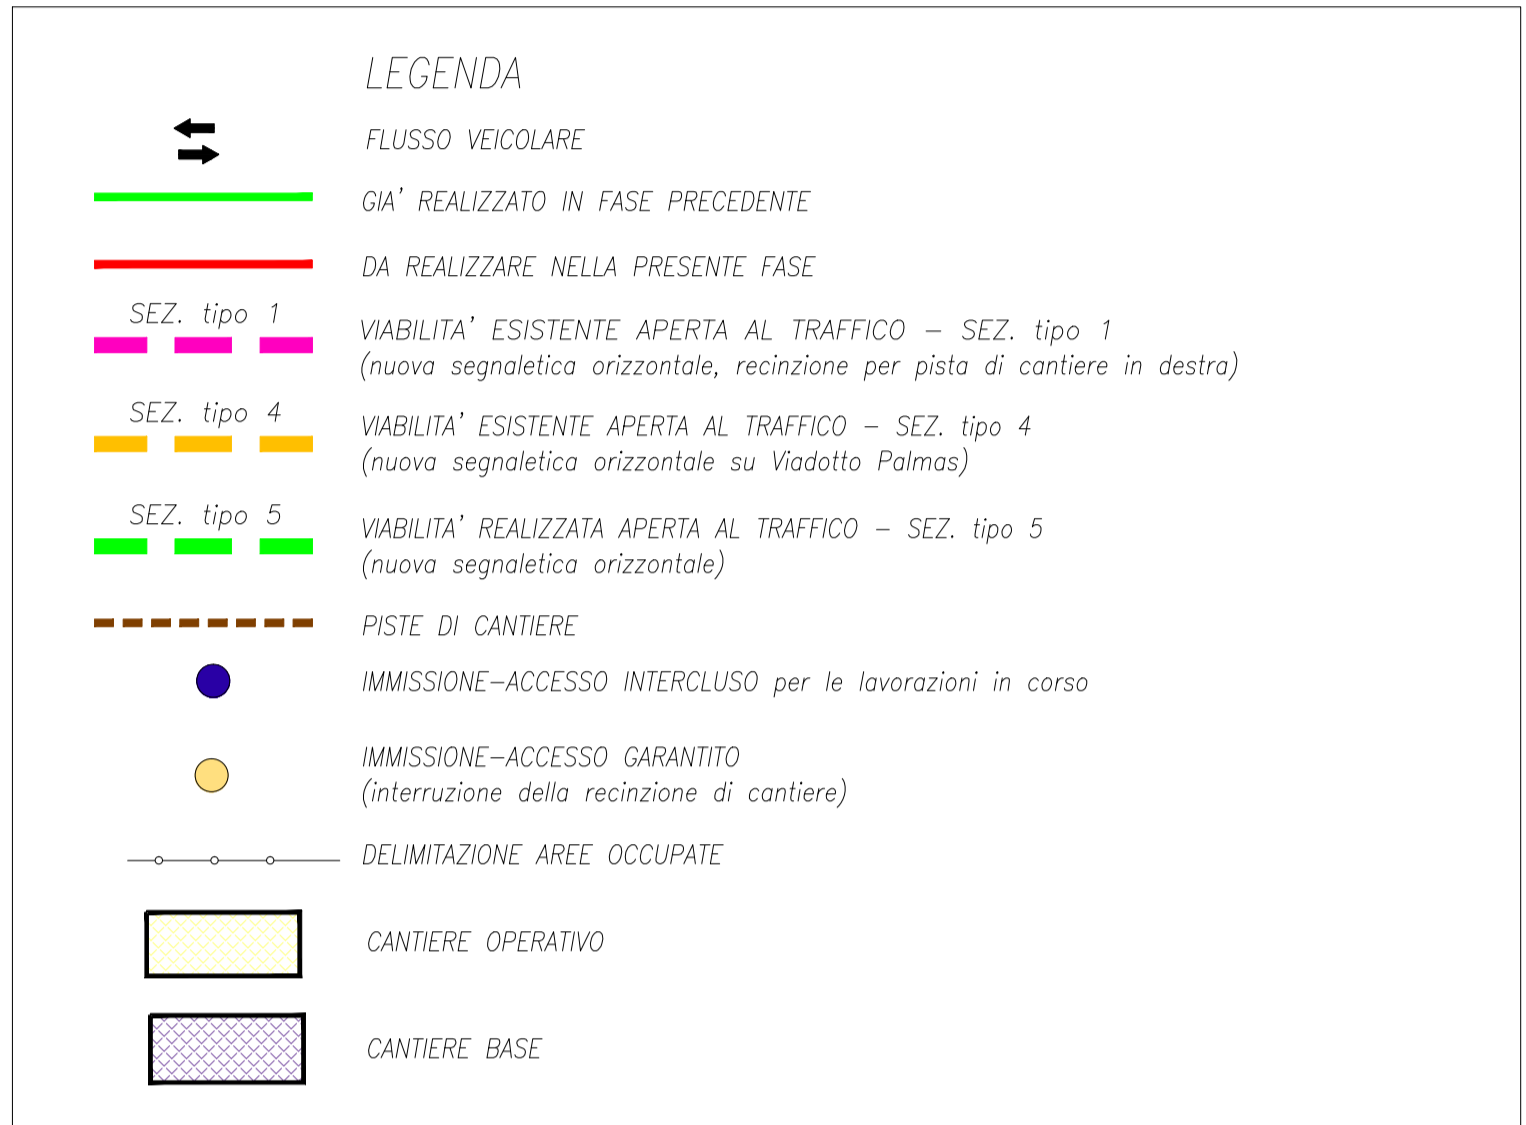 LEGENDA
FLUSSO VEICOLARE
GIA' REALIZZATO IN FASE PRECEDENTE
DA REALIZZARE NELLA PRESENTE FASE
SEZ. tipo 1
VIABILITA' ESISTENTE APERTA AL TRAFFICO – SEZ. tipo 1
(nuova segnaletica orizzontale, recinzione per pista di cantiere in destra)
SEZ. tipo 4
VIABILITA' ESISTENTE APERTA AL TRAFFICO – SEZ. tipo 4
(nuova segnaletica orizzontale su Viadotto Palmas)
SEZ. tipo 5
VIABILITA' REALIZZATA APERTA AL TRAFFICO – SEZ. tipo 5
(nuova segnaletica orizzontale)
PISTE DI CANTIERE
IMMISSIONE–ACCESSO INTERCLUSO per le lavorazioni in corso
IMMISSIONE–ACCESSO GARANTITO
(interruzione della recinzione di cantiere)
DELIMITAZIONE AREE OCCUPATE
CANTIERE OPERATIVO
CANTIERE BASE